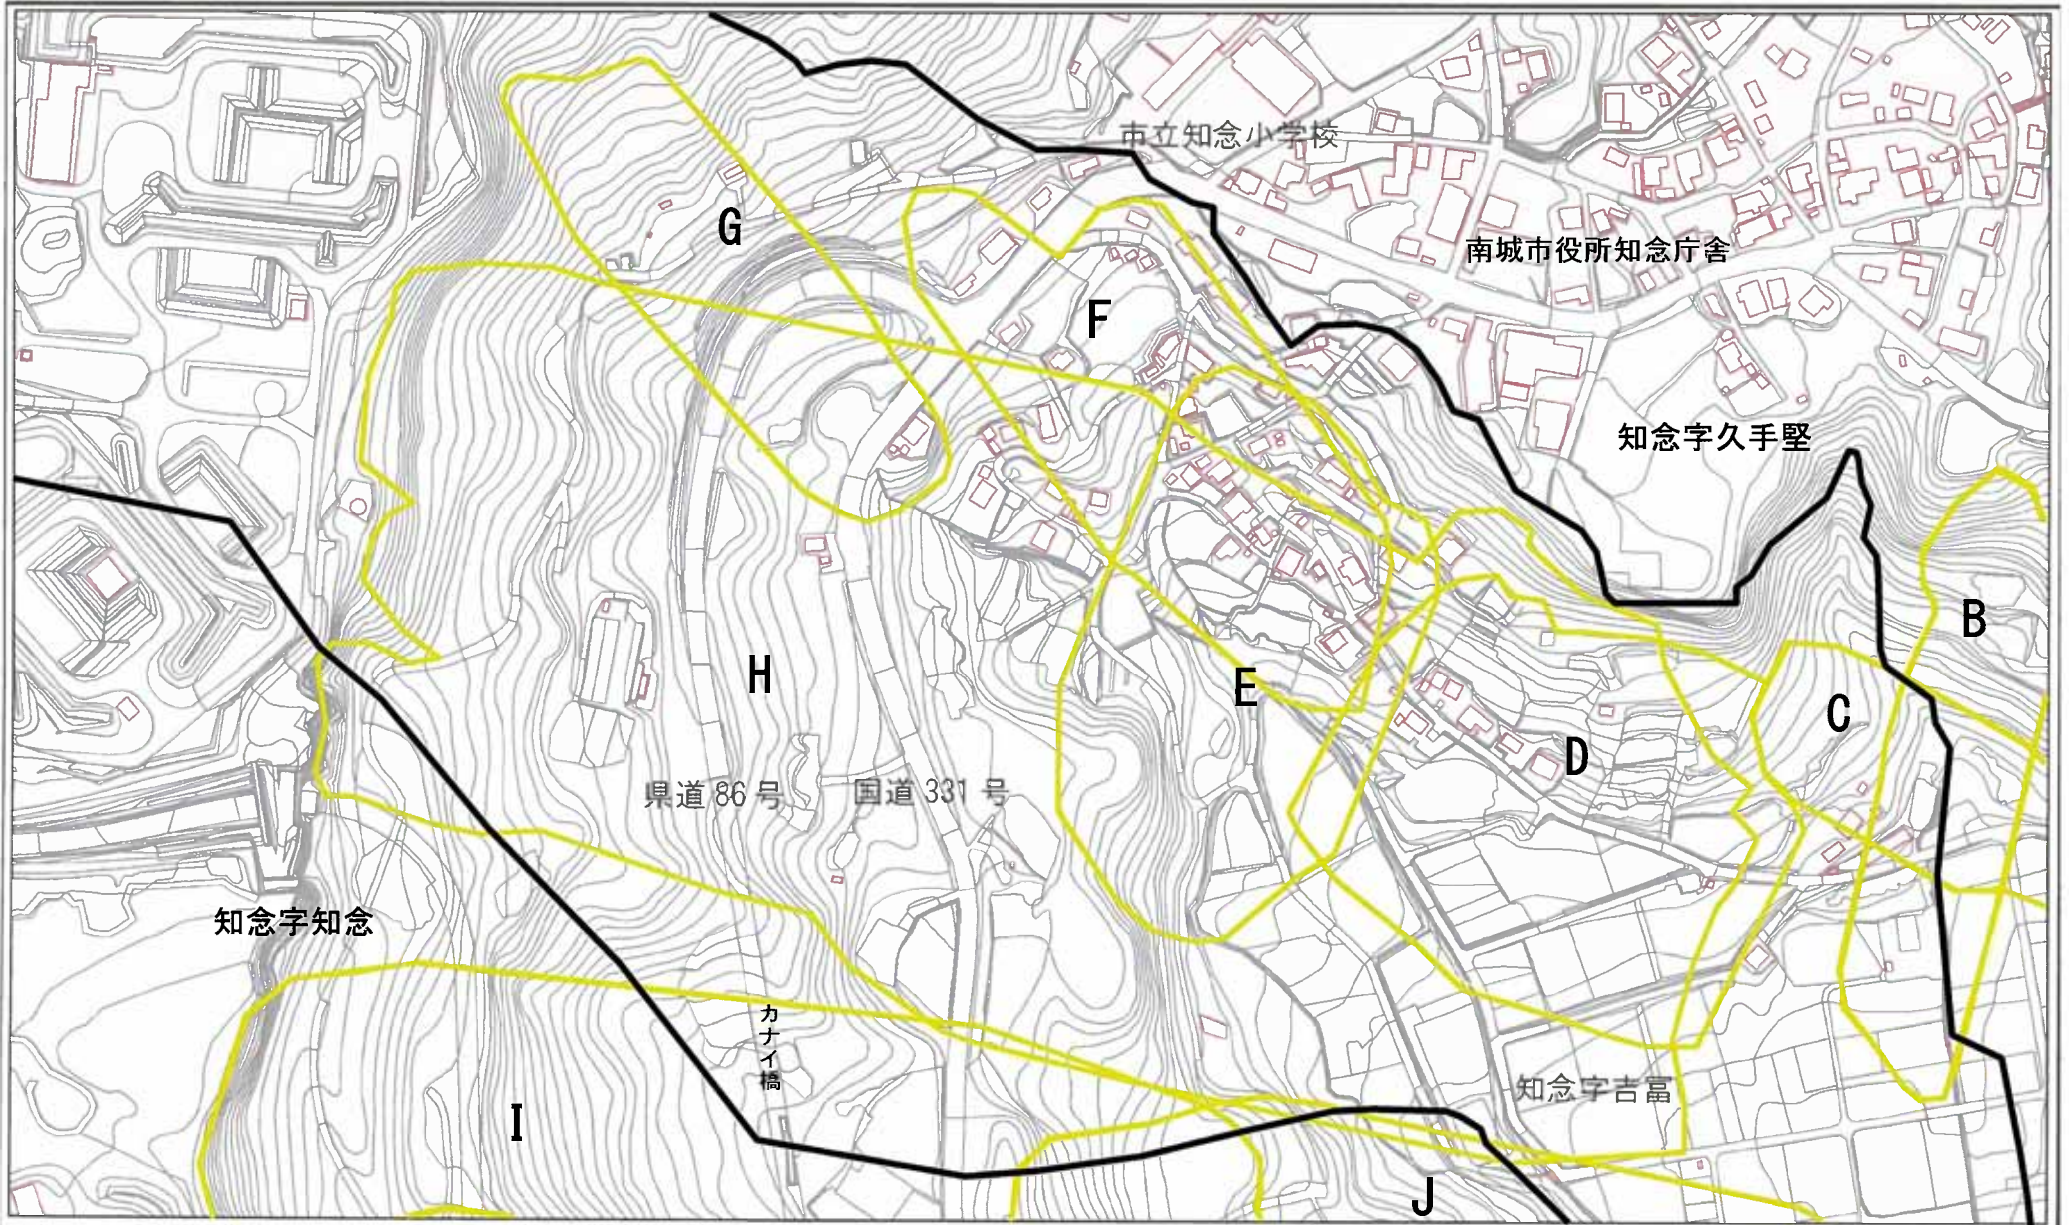 市立知念小学校
G
南城市役所知念庁舎
F
知念字久手堅
B
H
E
C
D
県道 86 号
国道 331 号
知念字知念
カナイ橋
知念字吉冨
I
J